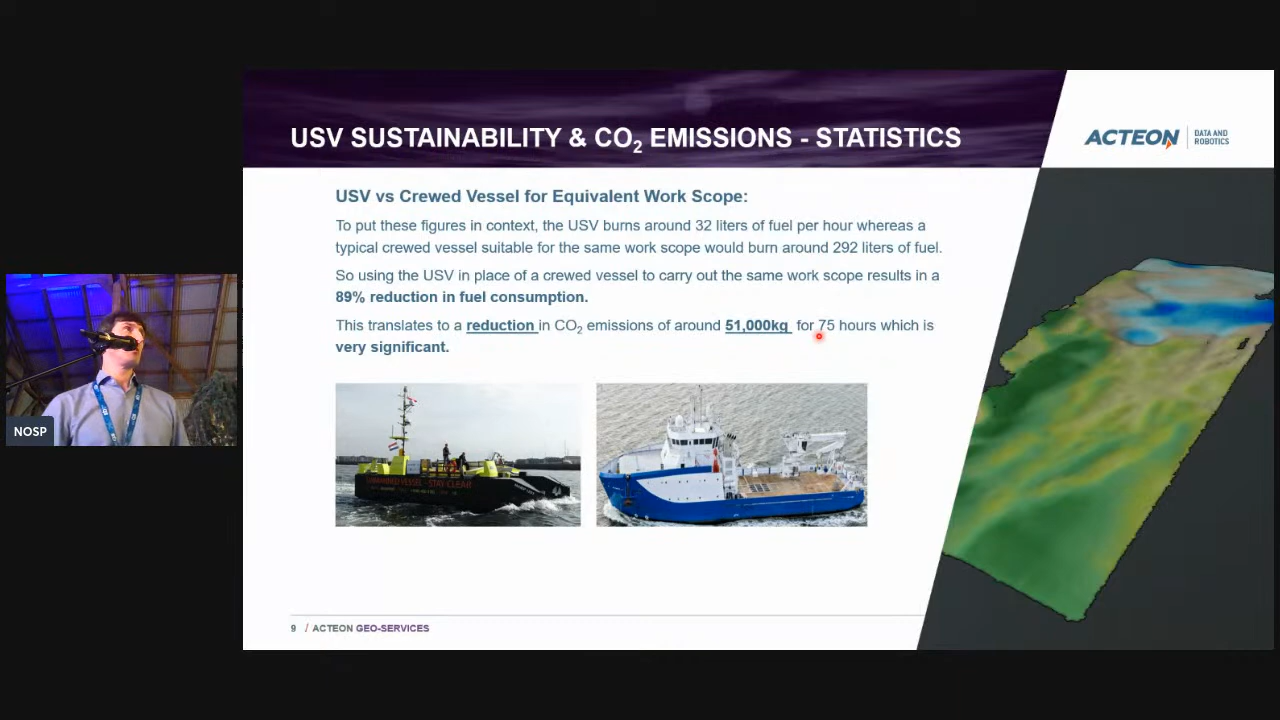 USV SUSTAINABILITY & CO2 EMISSIONS - STATISTICS
ACTEON
DATA AND
ROBOTICS
USV vs Crewed Vessel for Equivalent Work Scope:
To put these figures in context, the USV burns around 32 liters of fuel per hour whereas a
typical crewed vessel suitable for the same work scope would burn around 292 liters of fuel.
So using the USV in place of a crewed vessel to carry out the same work scope results in a
89% reduction in fuel consumption.
This translates to a reduction in CO2 emissions of around 51,000kg for 75 hours which is
very significant.
NOSP
UNMANNED VESSEL - STAY CLEAR
9 / ACTEON GEO-SERVICES